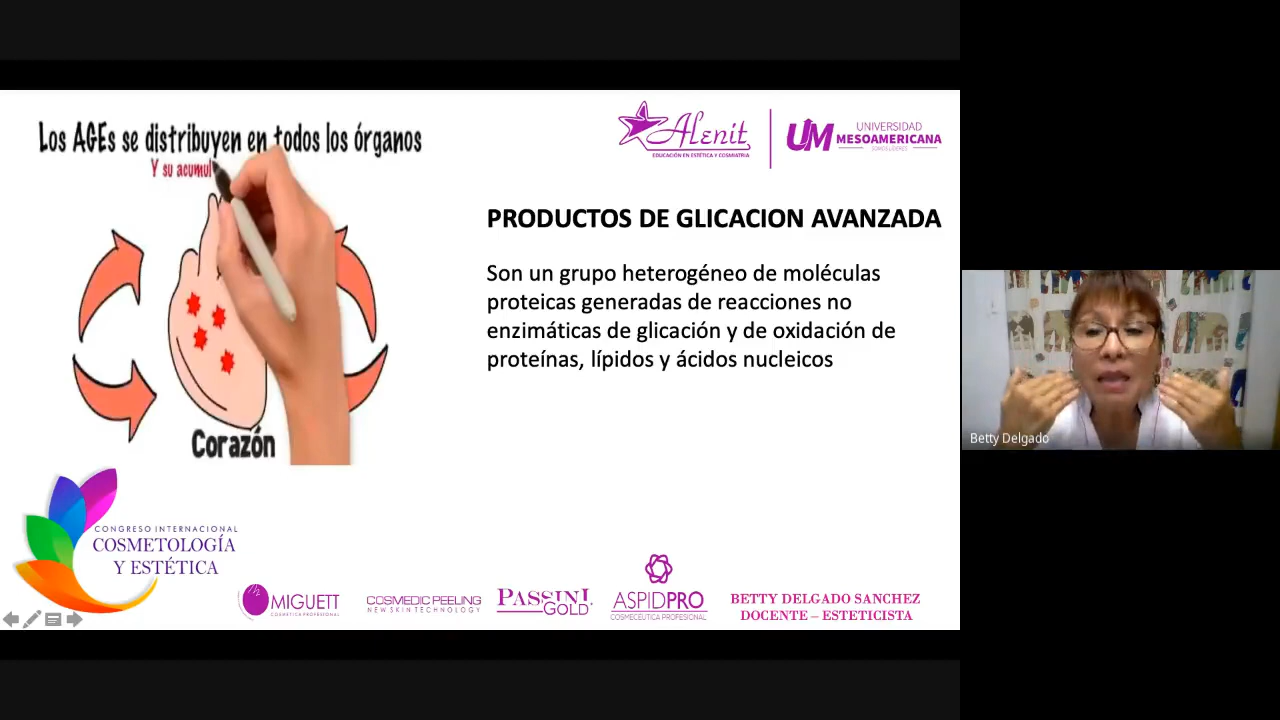 Los AGEs se distribuyen en todos los órganos
Y su acumul
Corazón
Alenit
EDUCACIÓN EN ESTÉTICA Y COSMIATRIA
UM
UNIVERSIDAD
MESOAMERICANA
SOMOS LÍDERES
PRODUCTOS DE GLICACION AVANZADA
Son un grupo heterogéneo de moléculas
proteicas generadas de reacciones no
enzimáticas de glicación y de oxidación de
proteínas, lípidos y ácidos nucleicos
Betty Delgado
CONGRESO INTERNACIONAL
COSMETOLOGÍA
Y ESTÉTICA
MIGUETT
COSMETICA PROFESIONAL
COSMEDIC PEELING
NEW SKIN TECHNOLOGY
PASSINI
GOLD
ASPIDPRO
COSMECEUTICA PROFESIONAL
BETTY DELGADO SANCHEZ
DOCENTE – ESTETICISTA